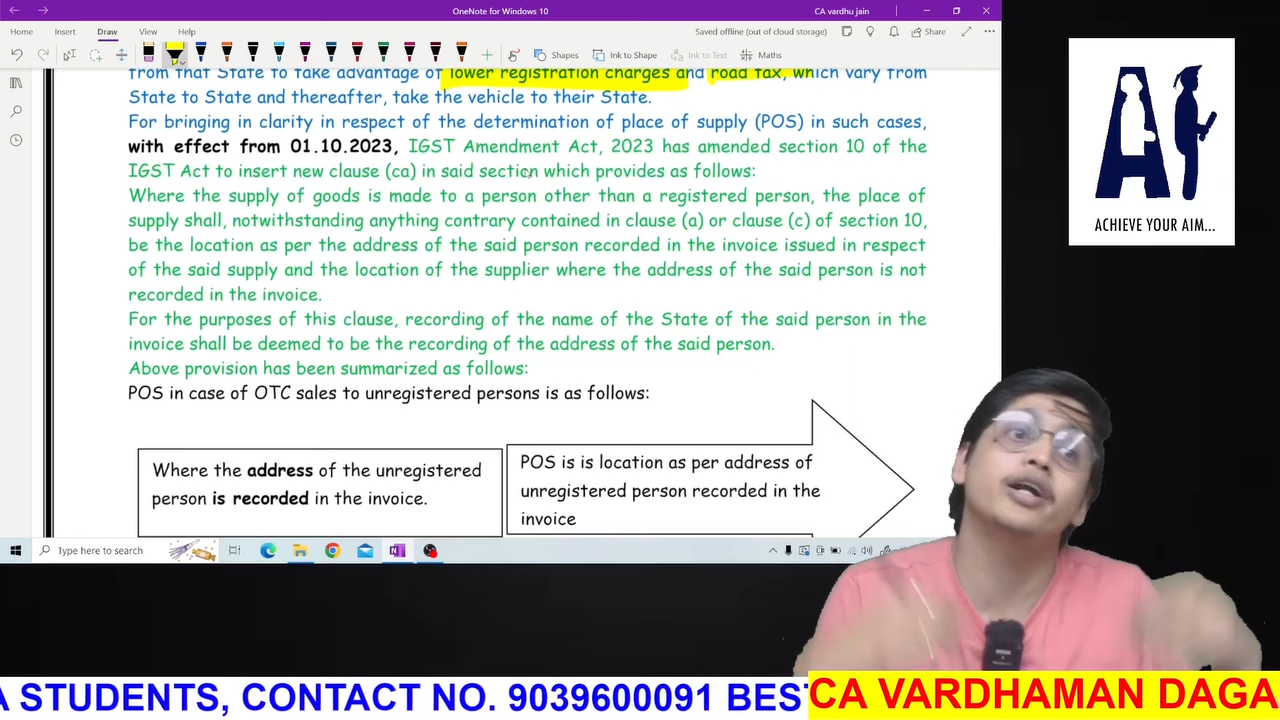 OneNote for Windows 10
CA vardhu jain
Home Insert Draw View Help
Saved offline (out of cloud storage)
Share
Shapes
Ink to Shape
Ink to Text
Maths
from that State to take advantage of lower registration charges and road tax, which vary from
State to State and thereafter, take the vehicle to their State.
For bringing in clarity in respect of the determination of place of supply (POS) in such cases,
with effect from 01.10.2023, IGST Amendment Act, 2023 has amended section 10 of the
IGST Act to insert new clause (ca) in said section which provides as follows:
Where the supply of goods is made to a person other than a registered person, the place of
supply shall, notwithstanding anything contrary contained in clause (a) or clause (c) of section 10,
be the location as per the address of the said person recorded in the invoice issued in respect
of the said supply and the location of the supplier where the address of the said person is not
recorded in the invoice.
For the purposes of this clause, recording of the name of the State of the said person in the
invoice shall be deemed to be the recording of the address of the said person.
Above provision has been summarized as follows:
POS in case of OTC sales to unregistered persons is as follows:
Where the address of the unregistered
person is recorded in the invoice.
POS is is location as per address of
unregistered person recorded in the
invoice
Type here to search
A
ACHIEVE YOUR AIM...
A STUDENTS, CONTACT NO. 9039600091 BES
CA VARDHAMAN DAGA